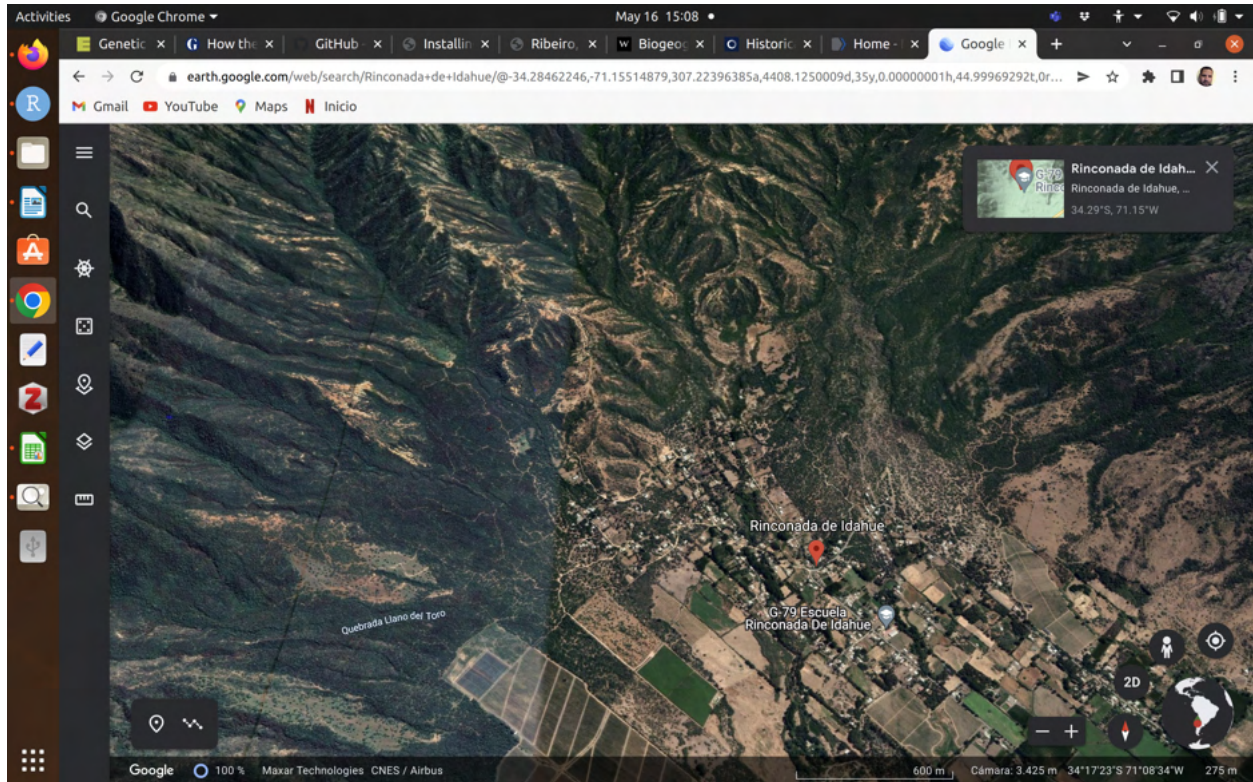 Activities Google Chrome May 16 15:08
Genetic How the GitHub - Installin Ribeiro, Biogeog Historic Home - Google
earth.google.com/web/search/Rinconada+de+Idahue/@-34.28462246,-71.15514879,307.22396385a,4408.1250009d,35y,0.00000001h,44.99969292t,0r...
Gmail YouTube Maps Inicio
G-79
Rinco
Rinconada de Idah...
Rinconada de Idahue, ...
34.29°S, 71.15°W
Rinconada de Idahue
G-79 Escuela
Rinconada De Idahue
Quebrada Llano del Toro
2D
Google 100 % Maxar Technologies CNES / Airbus 600 m Cámara: 3.425 m 34°17'23"S 71°08'34"W 275 m